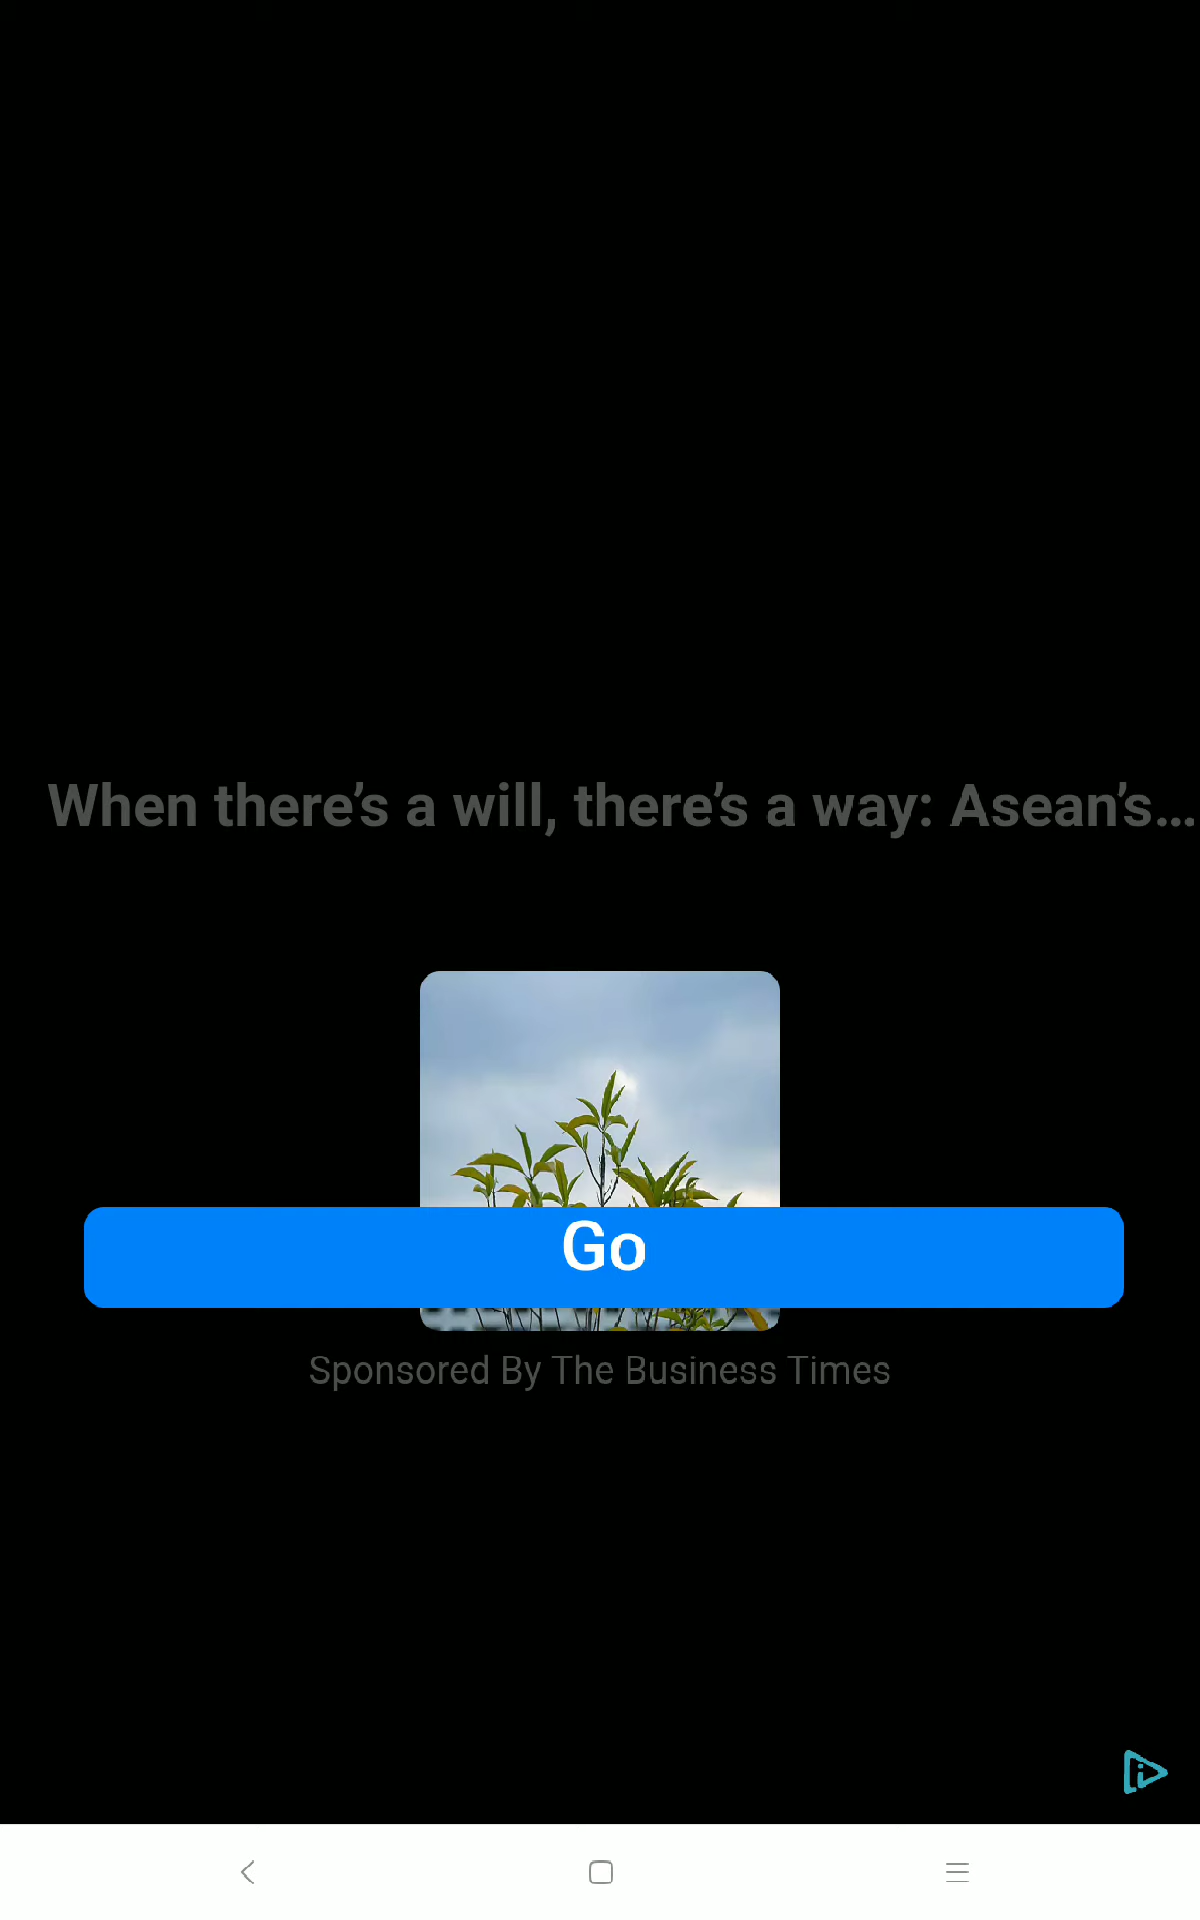 When there’s a will, there’s a way: Asean’s…
Go
Sponsored By The Business Times